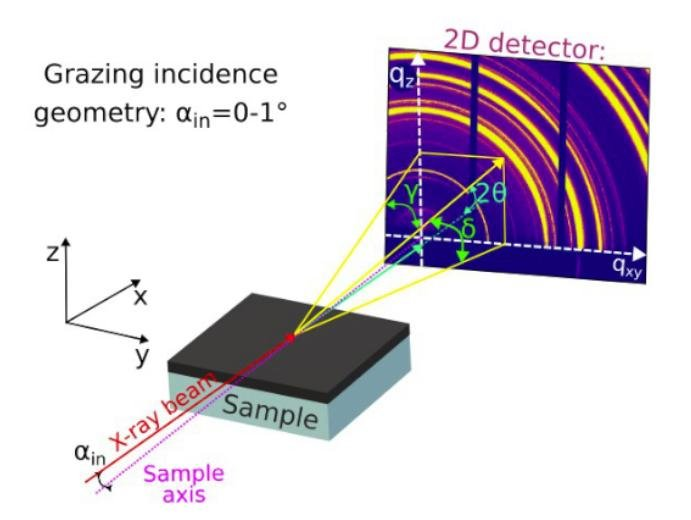 2D detector:
Grazing incidence
geometry: αin=0-1°
qz
γ
2θ
δ
qxy
z
x
y
X-ray beam
Sample
αin
Sample
axis